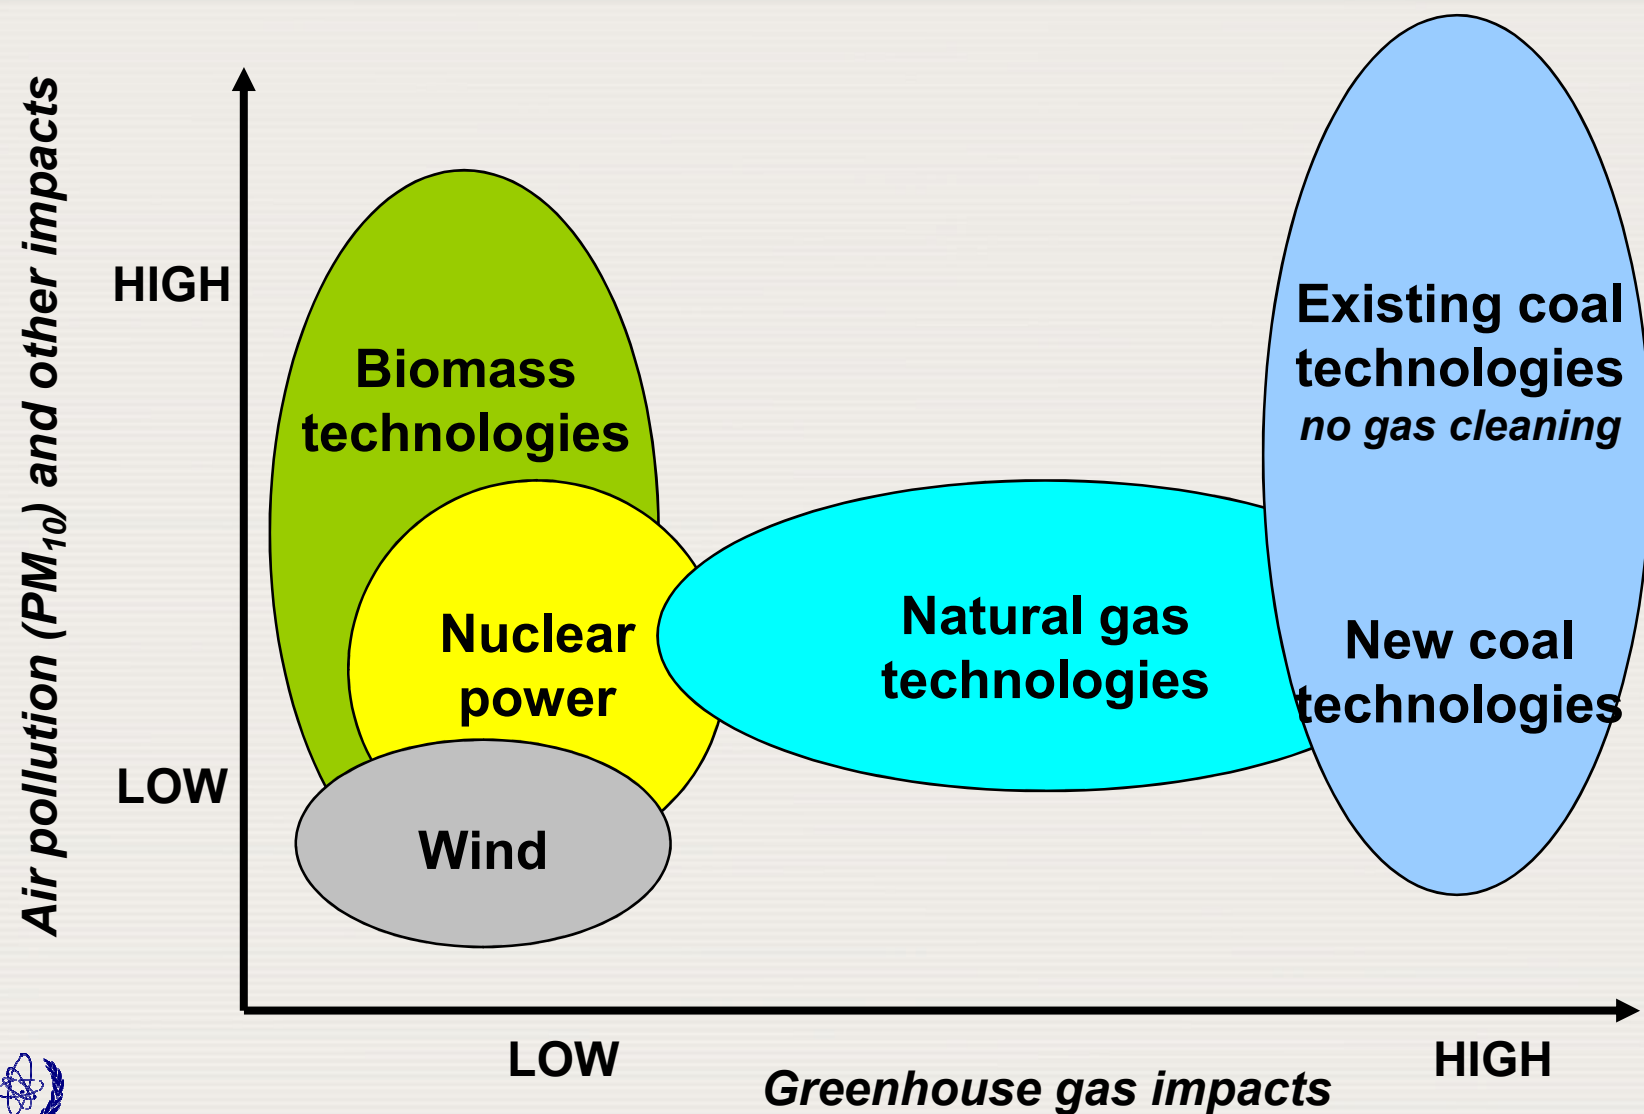 Air pollution (PM₁₀) and other impacts
HIGH
LOW
Biomass
technologies
Nuclear
power
Wind
Natural gas
technologies
Existing coal
technologies
no gas cleaning
New coal
technologies
LOW
HIGH
Greenhouse gas impacts